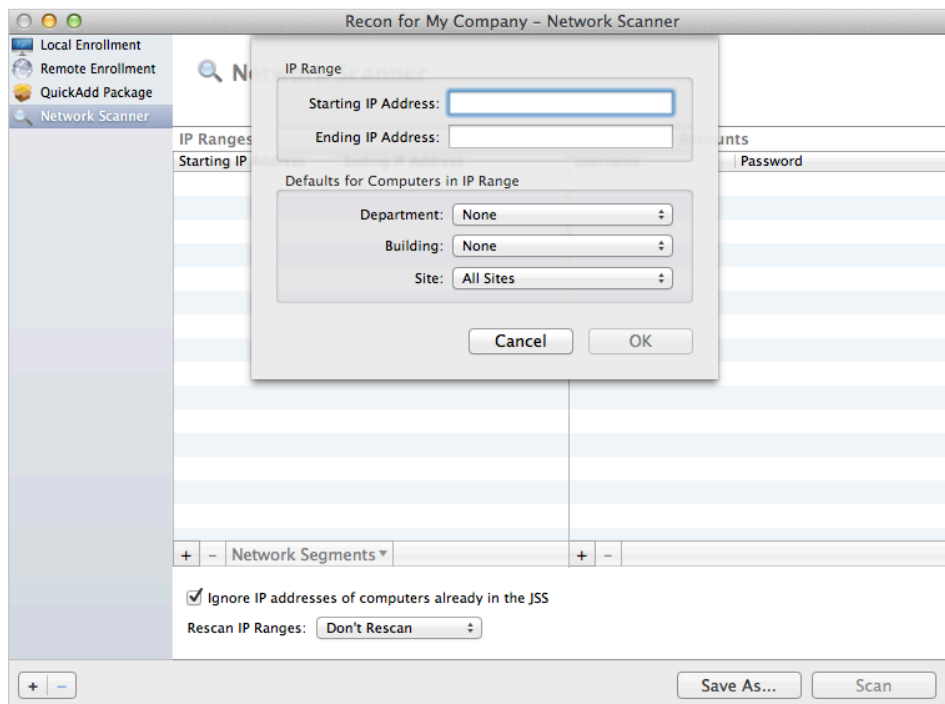 Recon for My Company – Network Scanner
Local Enrollment
Remote Enrollment
QuickAdd Package
Network Scanner
IP Range
Starting IP Address:
Ending IP Address:
Defaults for Computers in IP Range
Department: None
Building: None
Site: All Sites
Cancel OK
IP Ranges
Starting IP
Password
+ − Network Segments
+ −
Ignore IP addresses of computers already in the JSS
Rescan IP Ranges: Don't Rescan
+ −
Save As... Scan